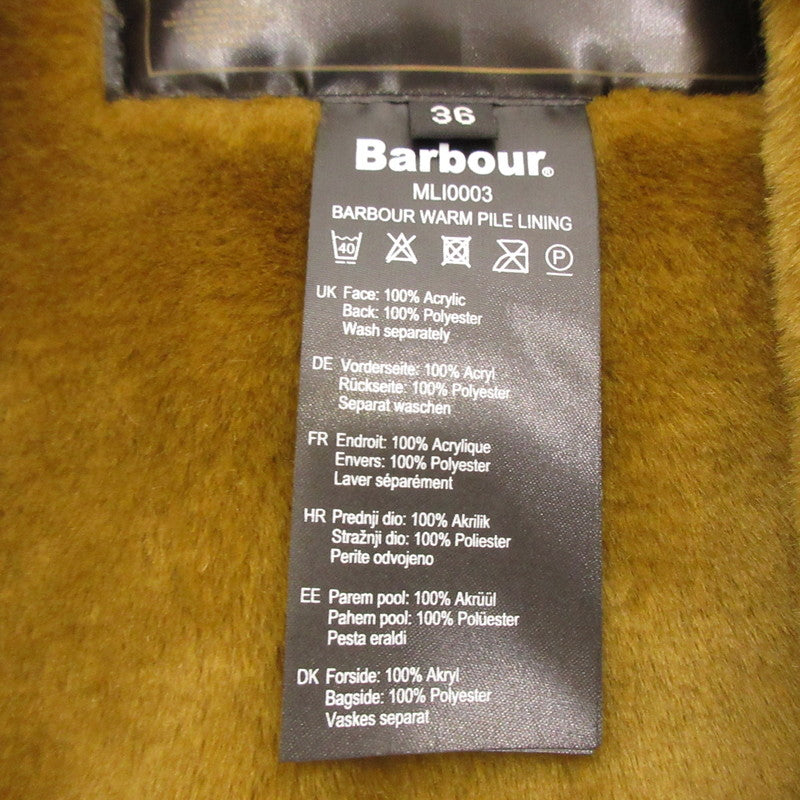 36
Barbour®
MLI0003
BARBOUR WARM PILE LINING
40 P
UK Face: 100% Acrylic
Back: 100% Polyester
Wash separately
DE Vorderseite: 100% Acryl
Rückseite: 100% Polyester
Separat waschen
FR Endroit: 100% Acrylique
Envers: 100% Polyester
Laver séparément
HR Prednji dio: 100% Akrilik
Stražnji dio: 100% Poliester
Perite odvojeno
EE Parem pool: 100% Akrüül
Pahem pool: 100% Polüester
Pesta eraldi
DK Forside: 100% Akryl
Bagside: 100% Polyester
Vaskes separat